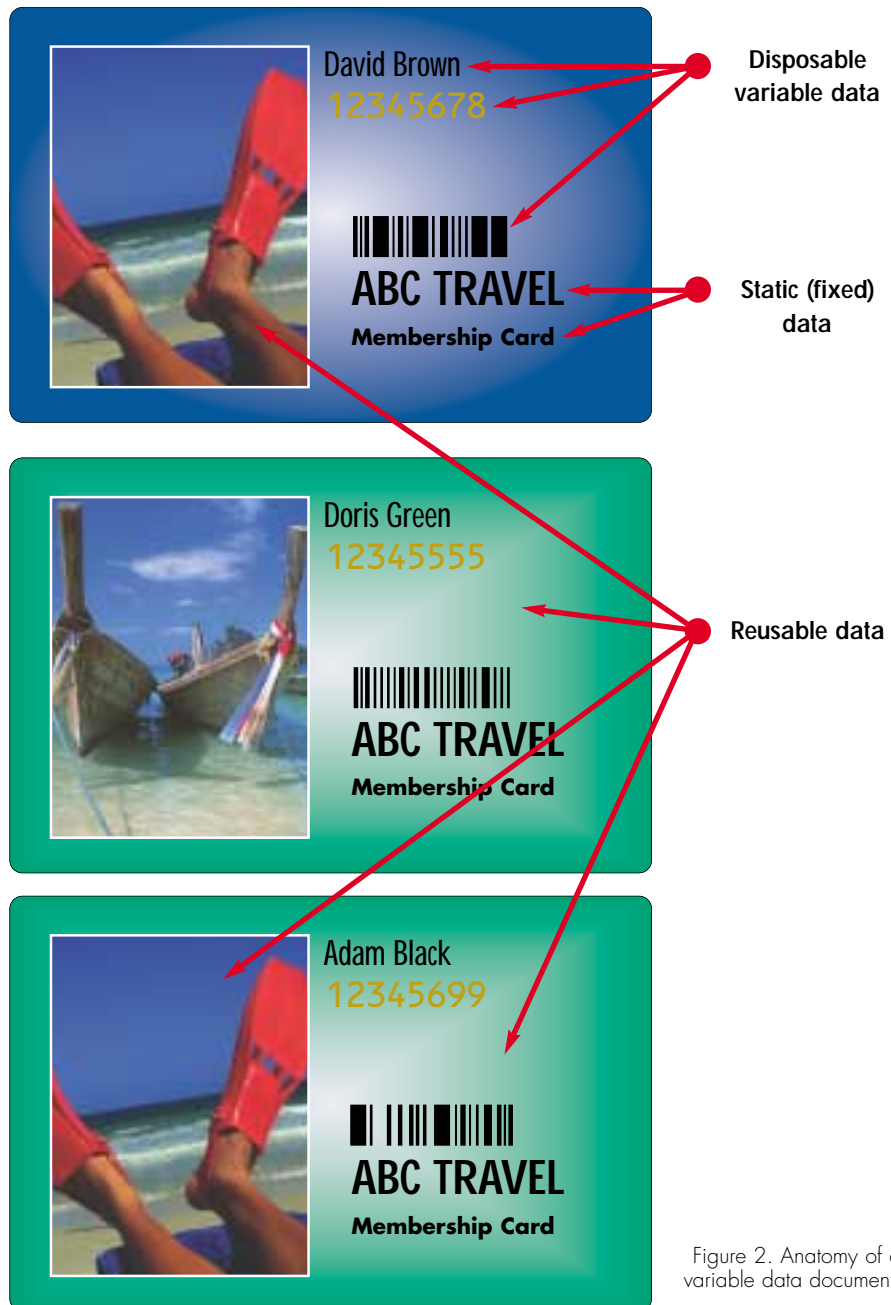 David Brown
12345678
ABC TRAVEL
Membership Card
Disposable
variable data
Static (fixed)
data
Doris Green
12345555
ABC TRAVEL
Membership Card
Reusable data
Adam Black
12345699
ABC TRAVEL
Membership Card
Figure 2. Anatomy of
variable data document